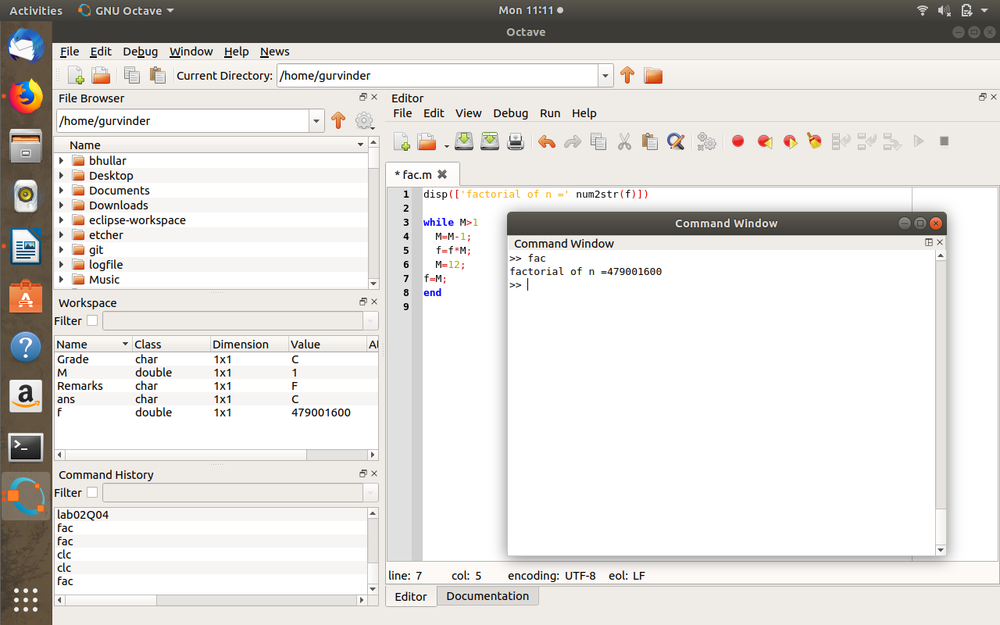 Activities GNU Octave Mon 11:11
Octave
File Edit Debug Window Help News
Current Directory: /home/gurvinder
File Browser
/home/gurvinder
Name
bhullar
Desktop
Documents
Downloads
eclipse-workspace
etcher
git
logfile
Music
Workspace
Filter
Name Class Dimension Value
Grade char 1x1 C
M double 1x1 1
Remarks char 1x1 F
ans char 1x1 C
f double 1x1 479001600
Command History
Filter
lab02Q04
fac
fac
clc
clc
fac
Editor
File Edit View Debug Run Help
* fac.m
1 disp(['factorial of n =' num2str(f)])
2
3 while M>1
4 M=M-1;
5 f=f*M;
6 M=12;
7 f=M;
8 end
9
Command Window
Command Window
>> fac
factorial of n =479001600
>>
line: 7 col: 5 encoding: UTF-8 eol: LF
Editor Documentation